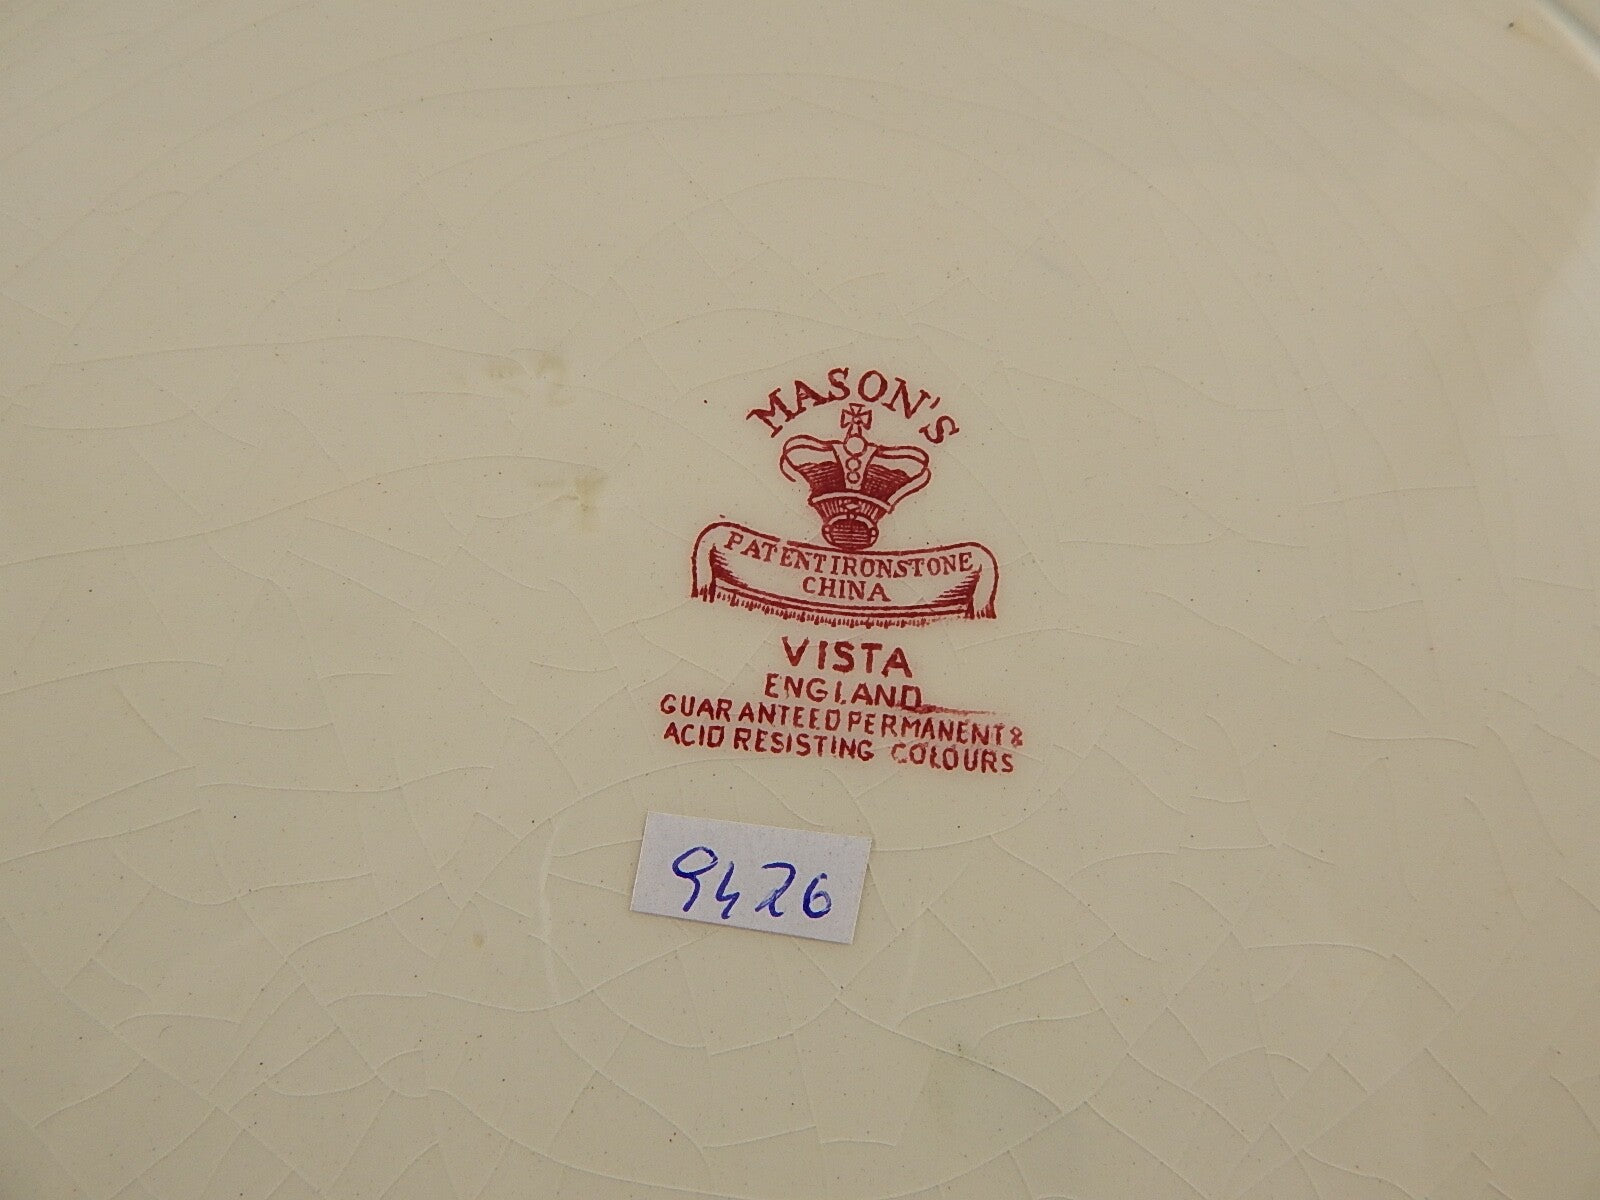 MASON'S
PATENT IRONSTONE
CHINA
VISTA
ENGLAND
GUARANTEED PERMANENT &
ACID RESISTING COLOURS
9426